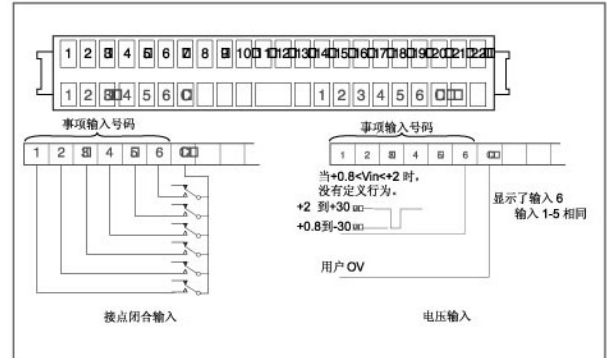 1 2 3 4 5 6 7 8 9 10 11 12 13 14 15 16 17 18 19 20 21 22
1 2 3 4 5 6 1 2 3 4 5 6
事项输入号码 事项输入号码
1 2 3 4 5 6 1 2 3 4 5 6
当+0.8<Vin<+2 时,
没有定义行为。
+2 到+30
+0.8到-30
显示了输入 6
输入 1-5 相同
用户 OV
接点闭合输入 电压输入